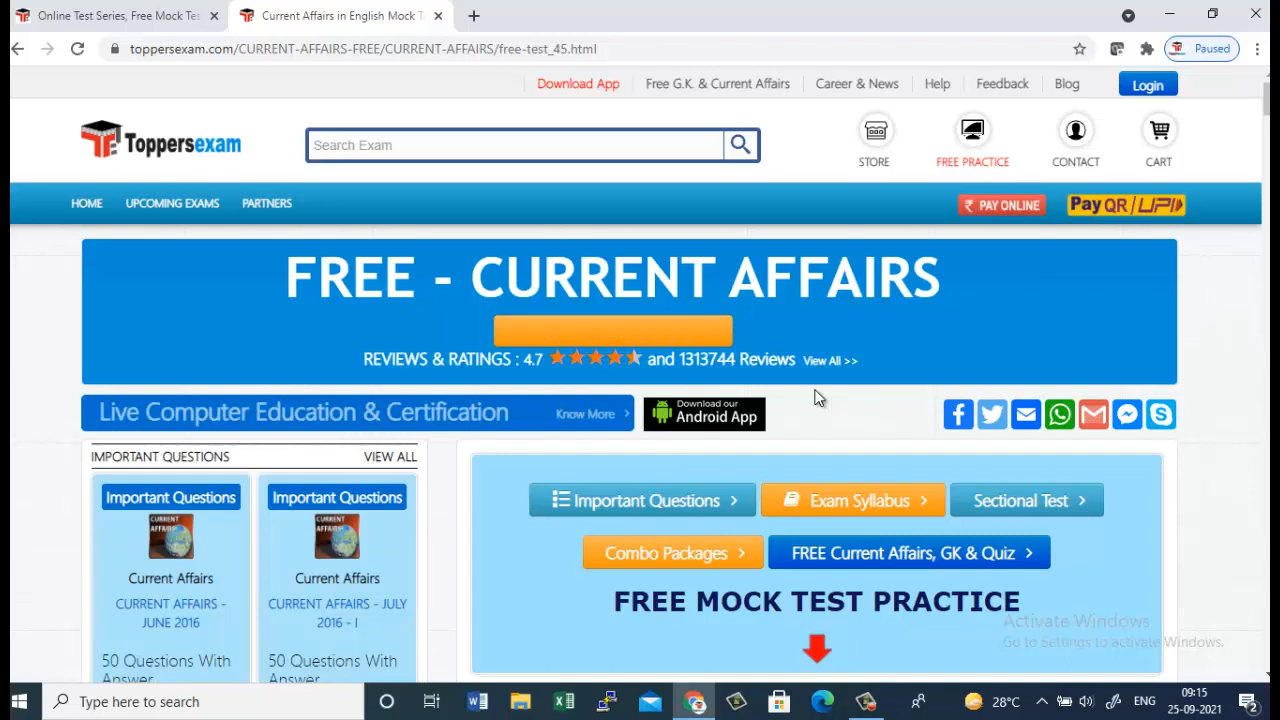 Online Test Series, Free Mock Tes
Current Affairs in English Mock T
toppersexam.com/CURRENT-AFFAIRS-FREE/CURRENT-AFFAIRS/free-test_45.html
Paused
Download App
Free G.K. & Current Affairs
Career & News
Help
Feedback
Blog
Login
Toppersexam
Search Exam
STORE
FREE PRACTICE
CONTACT
CART
HOME
UPCOMING EXAMS
PARTNERS
₹ PAY ONLINE
Pay QR/UPI
FREE - CURRENT AFFAIRS
REVIEWS & RATINGS : 4.7 and 1313744 Reviews View All >>
Live Computer Education & Certification
Know More >
Download our
Android App
IMPORTANT QUESTIONS
VIEW ALL
Important Questions
CURRENT AFFAIRS
Current Affairs
CURRENT AFFAIRS -
JUNE 2016
50 Questions With
Answer
Important Questions
CURRENT AFFAIRS
Current Affairs
CURRENT AFFAIRS - JULY
2016 - I
50 Questions With
Answer
Important Questions >
Exam Syllabus >
Sectional Test >
Combo Packages >
FREE Current Affairs, GK & Quiz >
FREE MOCK TEST PRACTICE
Activate Windows
Go to Settings to activate Windows.
Type here to search
28°C
ENG
09:15
25-09-2021
2